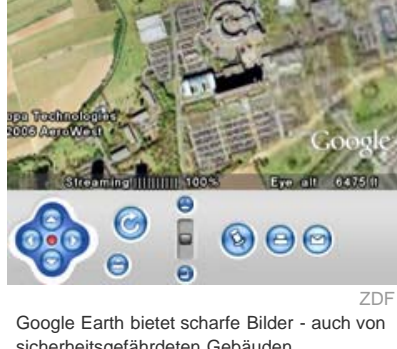 opa Technologies
2006 AeroWest
Google
Streaming |||||||||| 100% Eye alt 6475 ft
ZDF
Google Earth bietet scharfe Bilder - auch von
sicherheitsgefährdeten Gebäuden